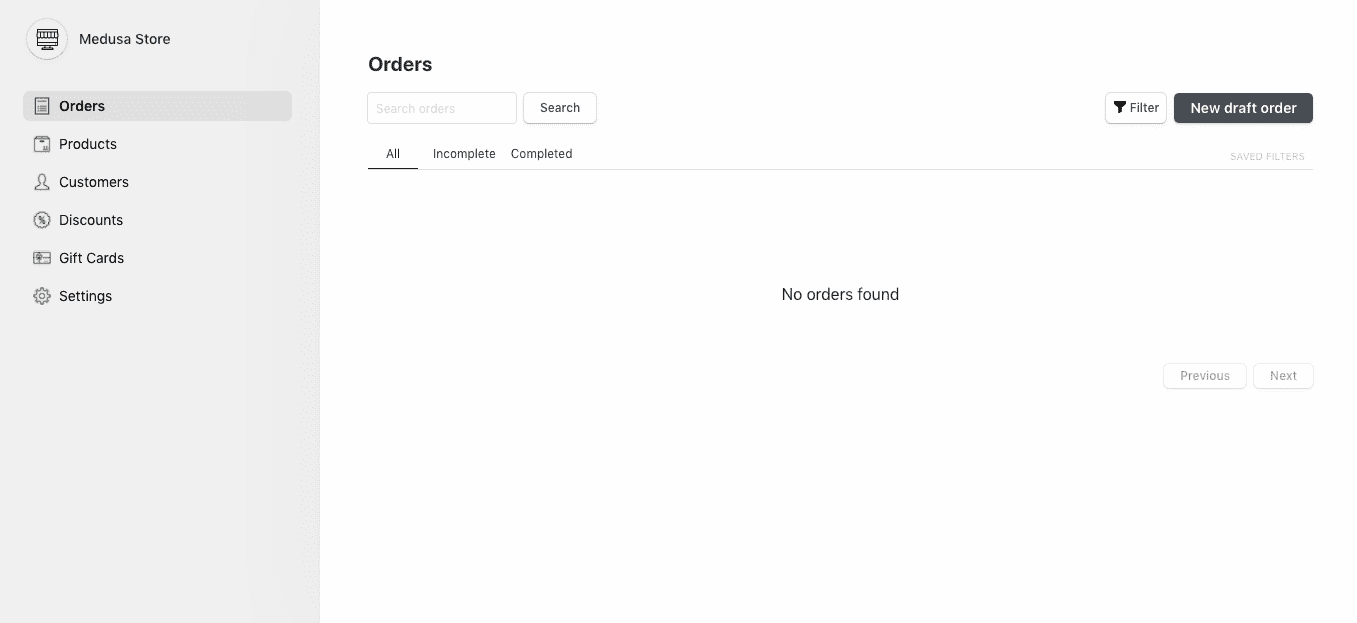 Medusa Store
Orders
Products
Customers
Discounts
Gift Cards
Settings
Orders
Search orders
Search
Filter
New draft order
All
Incomplete
Completed
SAVED FILTERS
No orders found
Previous
Next